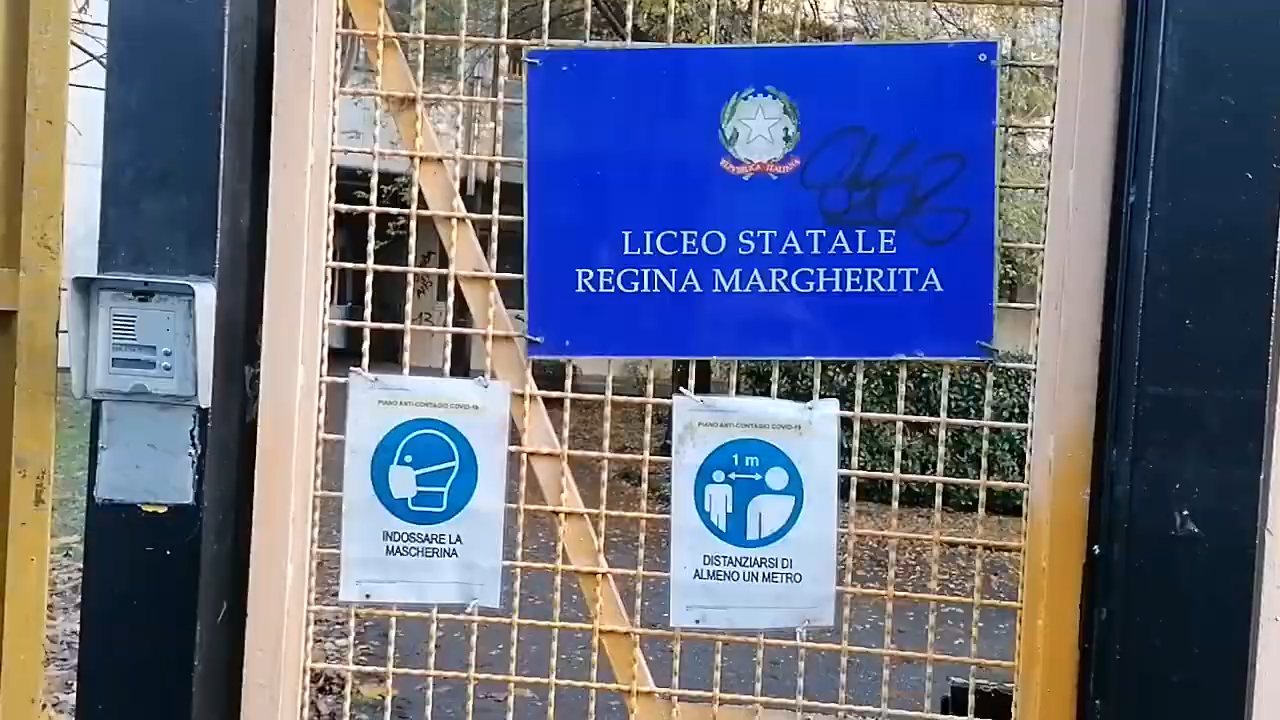 REPVBBLICA ITALIANA
LICEO STATALE
REGINA MARGHERITA
PIANO ANTI-CONTAGIO COVID-19
INDOSSARE LA
MASCHERINA
PIANO ANTI-CONTAGIO COVID-19
1 m
DISTANZIARSI DI
ALMENO UN METRO